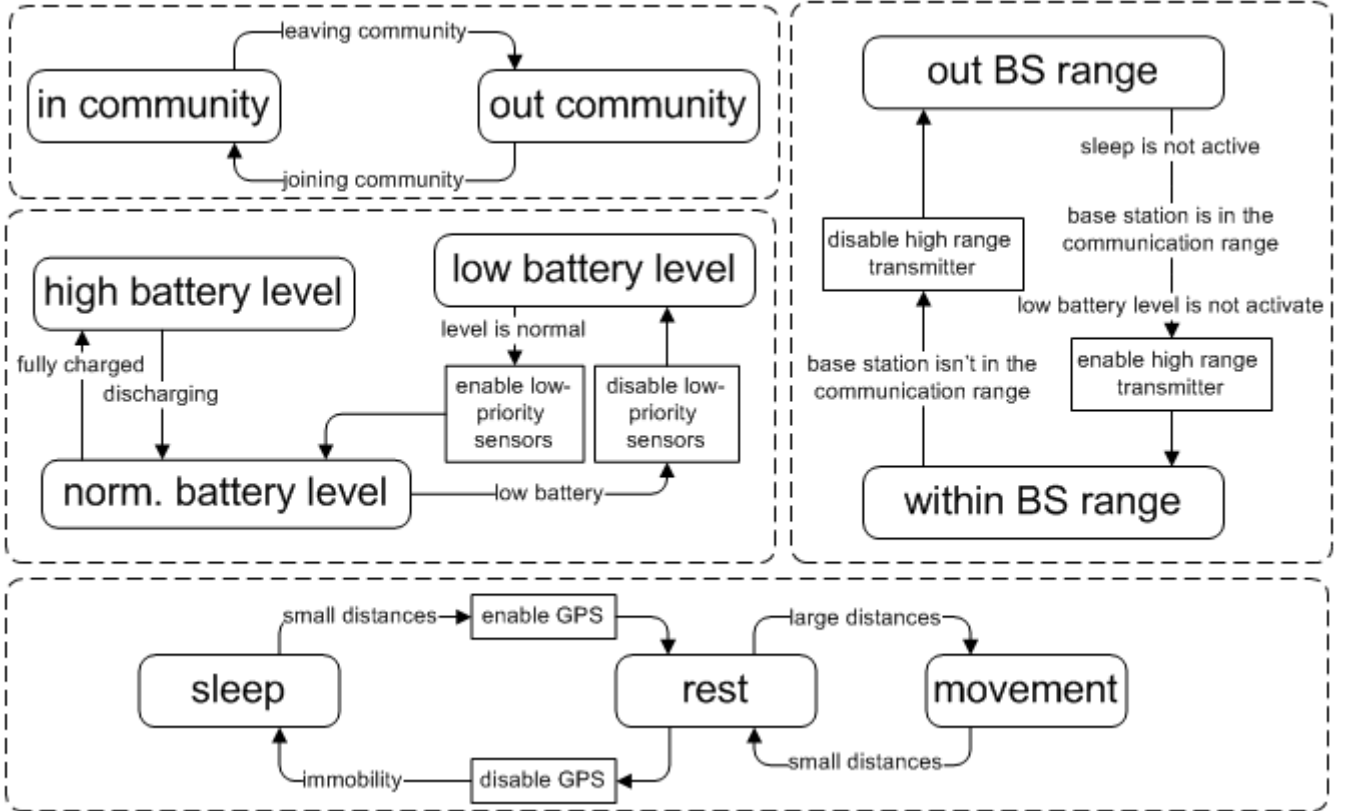 leaving community
in community
out community
joining community
high battery level
low battery level
fully charged
discharging
level is normal
enable low-
priority
sensors
disable low-
priority
sensors
norm. battery level
low battery
out BS range
sleep is not active
base station is in the
communication range
low battery level is not activate
disable high range
transmitter
base station isn't in the
communication range
enable high range
transmitter
within BS range
small distances
enable GPS
large distances
sleep
rest
movement
immobility
disable GPS
small distances